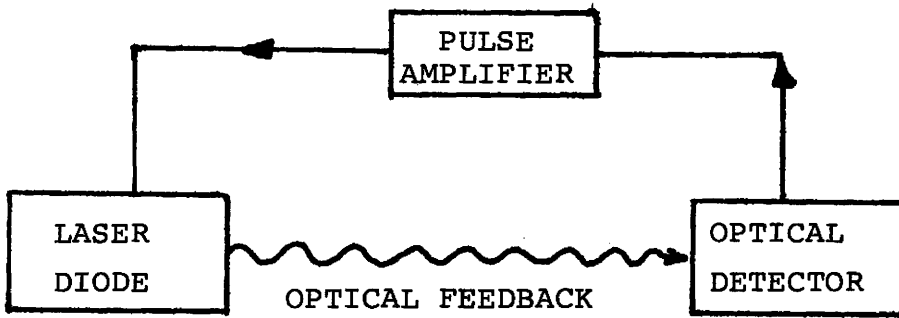 PULSE
AMPLIFIER
LASER
DIODE
OPTICAL
DETECTOR
OPTICAL FEEDBACK